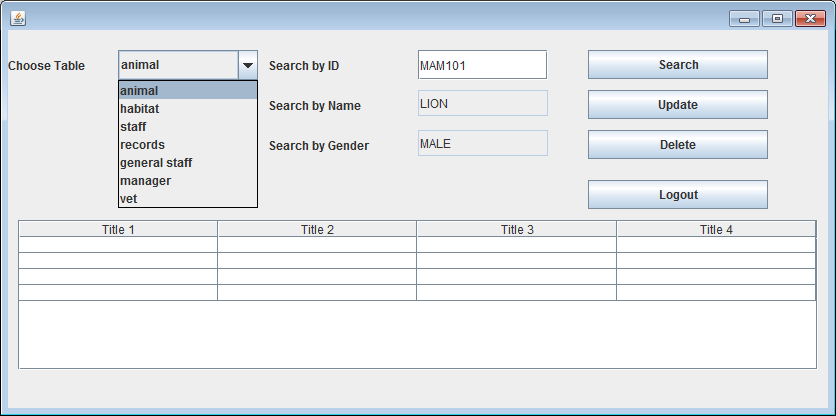 Choose Table animal Search by ID MAM101 Search
animal
habitat Search by Name LION Update
staff
records Search by Gender MALE Delete
general staff
manager
vet Logout
Title 1 Title 2 Title 3 Title 4